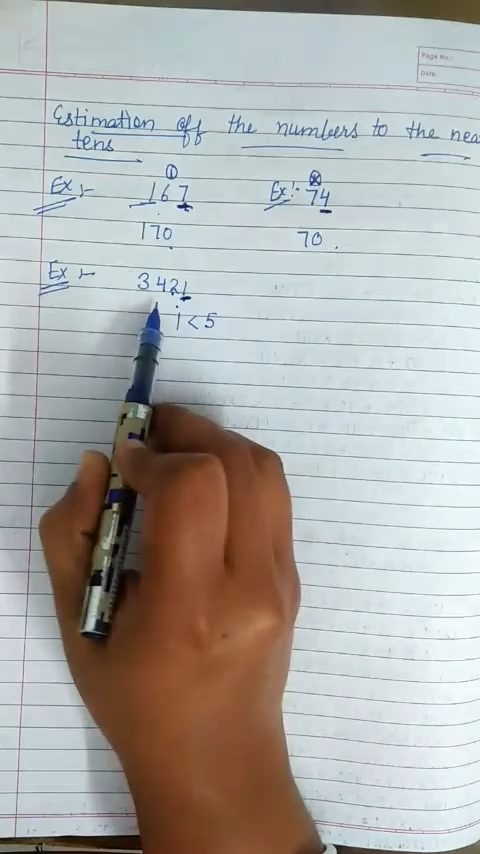 Page No.:
Date:
Estimation off the numbers to the nea
tens
Ex:- 167 Ex:- 74
170 70.
Ex:- 3421
1 < 5